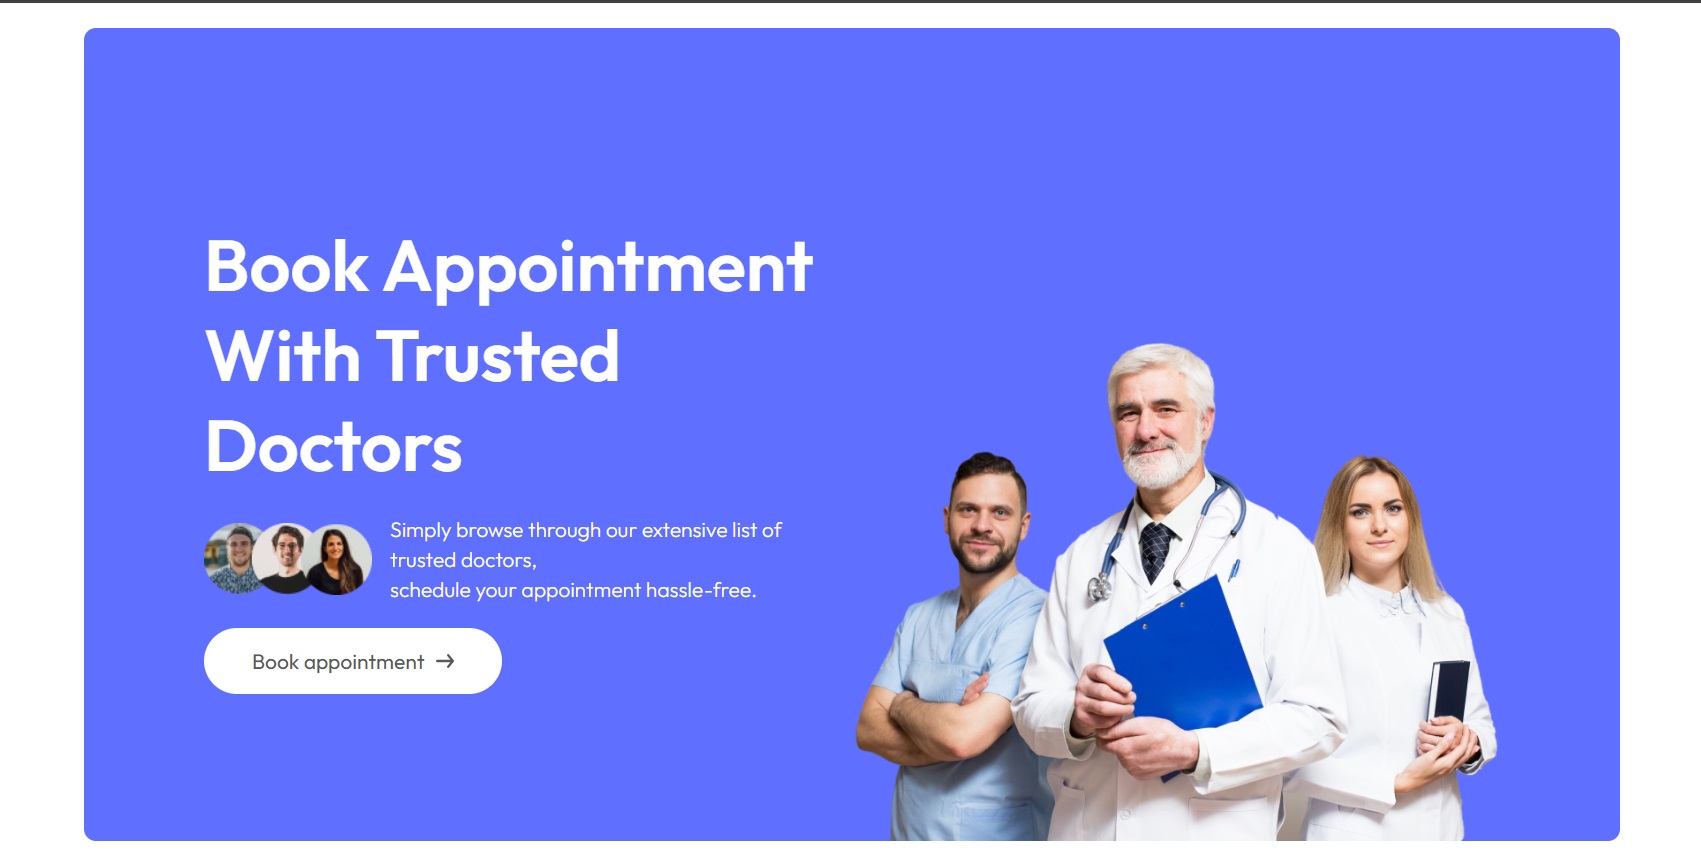 Book Appointment
With Trusted
Doctors
Simply browse through our extensive list of
trusted doctors,
schedule your appointment hassle-free.
Book appointment →